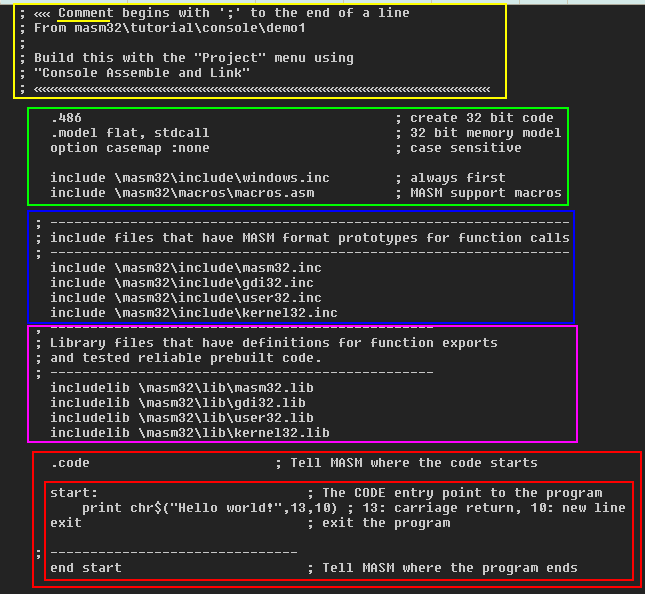 ; «««« Comment begins with ';' to the end of a line
; From masm32\tutorial\console\demo1
;
; Build this with the "Project" menu using
; "Console Assemble and Link"
; ««««««««««««««««««««««««««««««««««««««««««««««««««««««««««
.486 ; create 32 bit code
.model flat, stdcall ; 32 bit memory model
option casemap :none ; case sensitive
include \masm32\include\windows.inc ; always first
include \masm32\macros\macros.asm ; MASM support macros
; -----------------------------------------------------------------
; include files that have MASM format prototypes for function calls
; -----------------------------------------------------------------
include \masm32\include\masm32.inc
include \masm32\include\gdi32.inc
include \masm32\include\user32.inc
include \masm32\include\kernel32.inc
; ------------------------------------------------
; Library files that have definitions for function exports
; and tested reliable prebuilt code.
; ------------------------------------------------
includelib \masm32\lib\masm32.lib
includelib \masm32\lib\gdi32.lib
includelib \masm32\lib\user32.lib
includelib \masm32\lib\kernel32.lib
.code ; Tell MASM where the code starts
start: ; The CODE entry point to the program
print chr$("Hello world!",13,10) ; 13: carriage return, 10: new line
exit ; exit the program
; -------------------------------
end start ; Tell MASM where the program ends